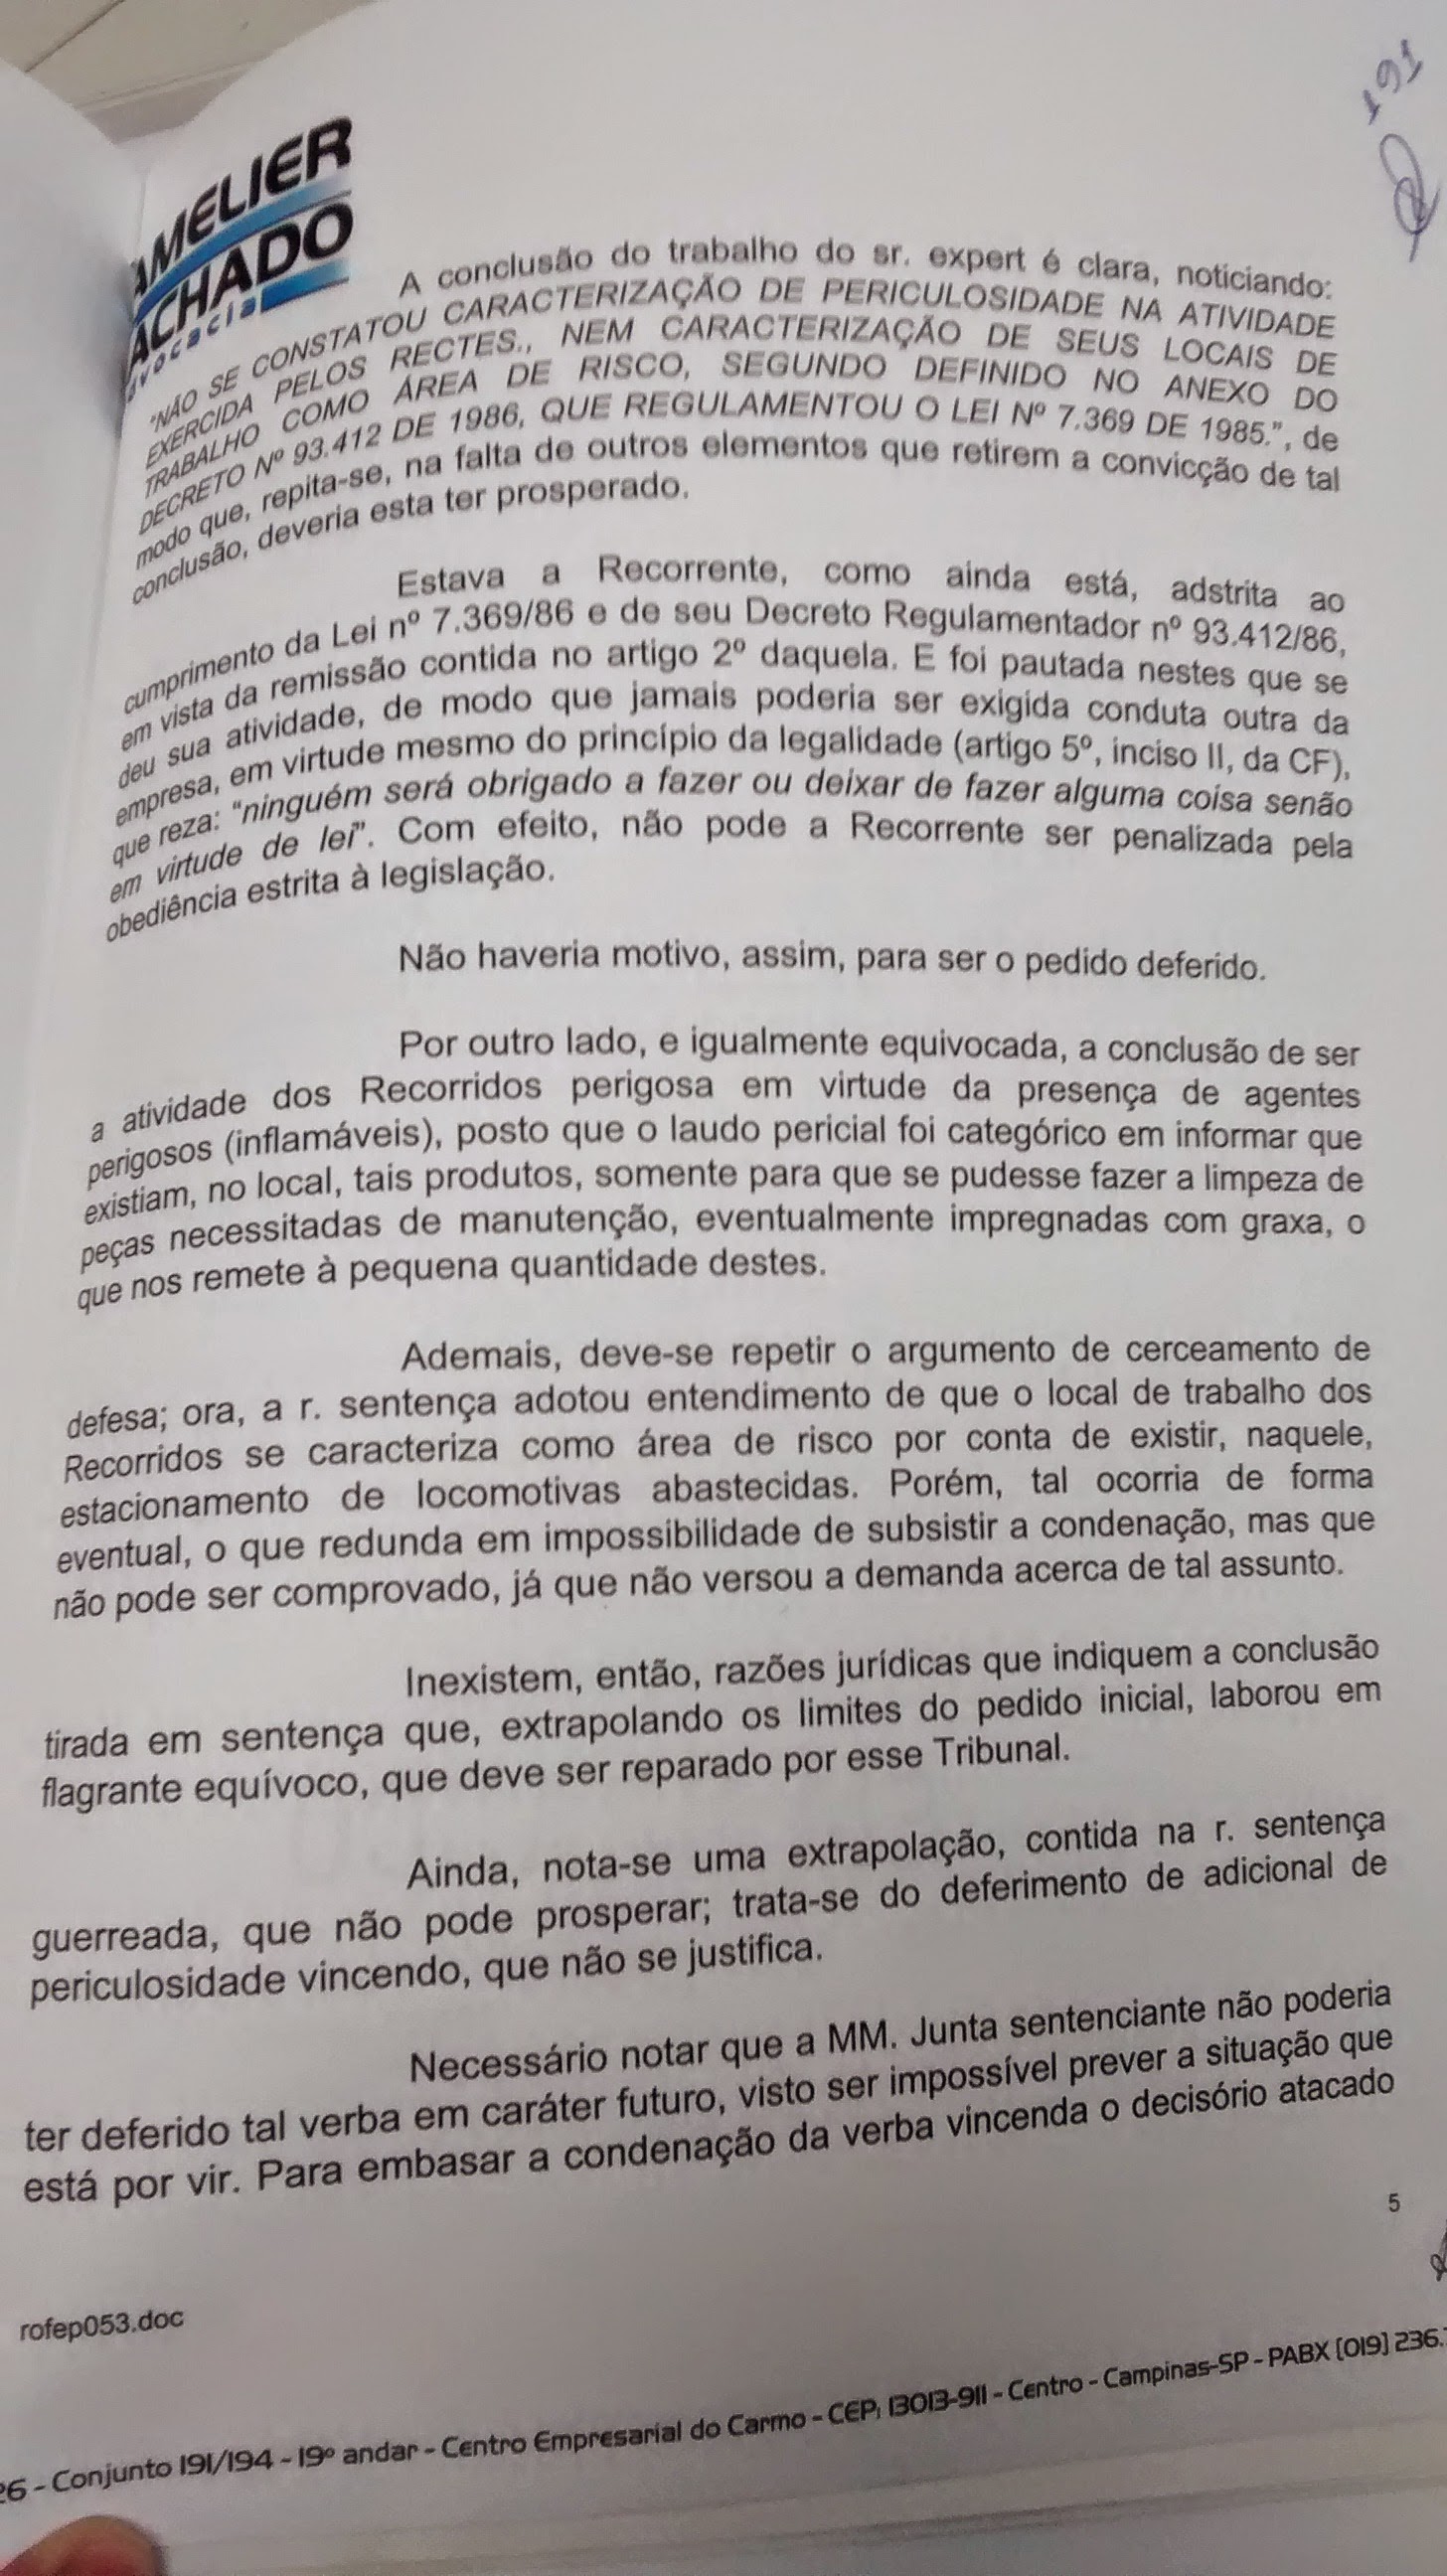 191
AMELIER
ACHADO
dvocacia
A conclusão do trabalho do sr. expert é clara, noticiando:
"NÃO SE CONSTATOU CARACTERIZAÇÃO DE PERICULOSIDADE NA ATIVIDADE
EXERCIDA PELOS RECTES., NEM CARACTERIZAÇÃO DE SEUS LOCAIS DE
TRABALHO COMO ÁREA DE RISCO, SEGUNDO DEFINIDO NO ANEXO DO
DECRETO Nº 93.412 DE 1986, QUE REGULAMENTOU O LEI Nº 7.369 DE 1985.", de
modo que, repita-se, na falta de outros elementos que retirem a convicção de tal
conclusão, deveria esta ter prosperado.
Estava a Recorrente, como ainda está, adstrita ao
cumprimento da Lei nº 7.369/86 e de seu Decreto Regulamentador nº 93.412/86,
em vista da remissão contida no artigo 2º daquela. E foi pautada nestes que se
deu sua atividade, de modo que jamais poderia ser exigida conduta outra da
empresa, em virtude mesmo do princípio da legalidade (artigo 5º, inciso II, da CF),
que reza: "ninguém será obrigado a fazer ou deixar de fazer alguma coisa senão
em virtude de lei". Com efeito, não pode a Recorrente ser penalizada pela
obediência estrita à legislação.
Não haveria motivo, assim, para ser o pedido deferido.
Por outro lado, e igualmente equivocada, a conclusão de ser
a atividade dos Recorridos perigosa em virtude da presença de agentes
perigosos (inflamáveis), posto que o laudo pericial foi categórico em informar que
existiam, no local, tais produtos, somente para que se pudesse fazer a limpeza de
peças necessitadas de manutenção, eventualmente impregnadas com graxa, o
que nos remete à pequena quantidade destes.
Ademais, deve-se repetir o argumento de cerceamento de
defesa; ora, a r. sentença adotou entendimento de que o local de trabalho dos
Recorridos se caracteriza como área de risco por conta de existir, naquele,
estacionamento de locomotivas abastecidas. Porém, tal ocorria de forma
eventual, o que redunda em impossibilidade de subsistir a condenação, mas que
não pode ser comprovado, já que não versou a demanda acerca de tal assunto.
Inexistem, então, razões jurídicas que indiquem a conclusão
tirada em sentença que, extrapolando os limites do pedido inicial, laborou em
flagrante equívoco, que deve ser reparado por esse Tribunal.
Ainda, nota-se uma extrapolação, contida na r. sentença
guerreada, que não pode prosperar; trata-se do deferimento de adicional de
periculosidade vincendo, que não se justifica.
Necessário notar que a MM. Junta sentenciante não poderia
ter deferido tal verba em caráter futuro, visto ser impossível prever a situação que
está por vir. Para embasar a condenação da verba vincenda o decisório atacado
5
rofep053.doc
26 - Conjunto 191/194 - 19º andar - Centro Empresarial do Carmo - CEP: 13013-911 - Centro - Campinas-SP - PABX (019) 236.